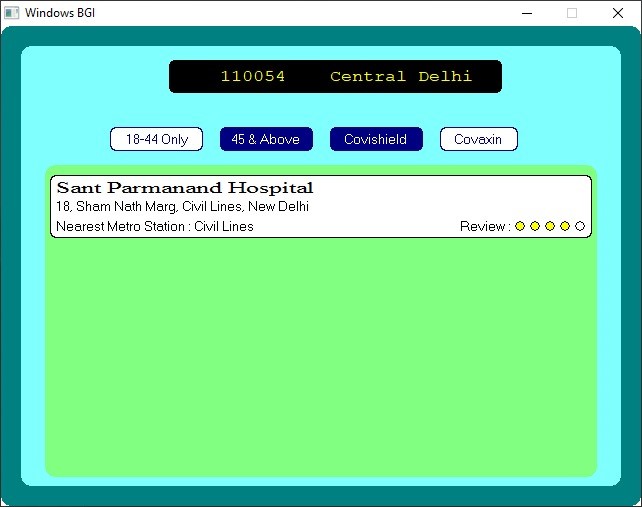 Windows BGI
110054 Central Delhi
18-44 Only 45 & Above Covishield Covaxin
Sant Parmanand Hospital
18, Sham Nath Marg, Civil Lines, New Delhi
Nearest Metro Station : Civil Lines Review :